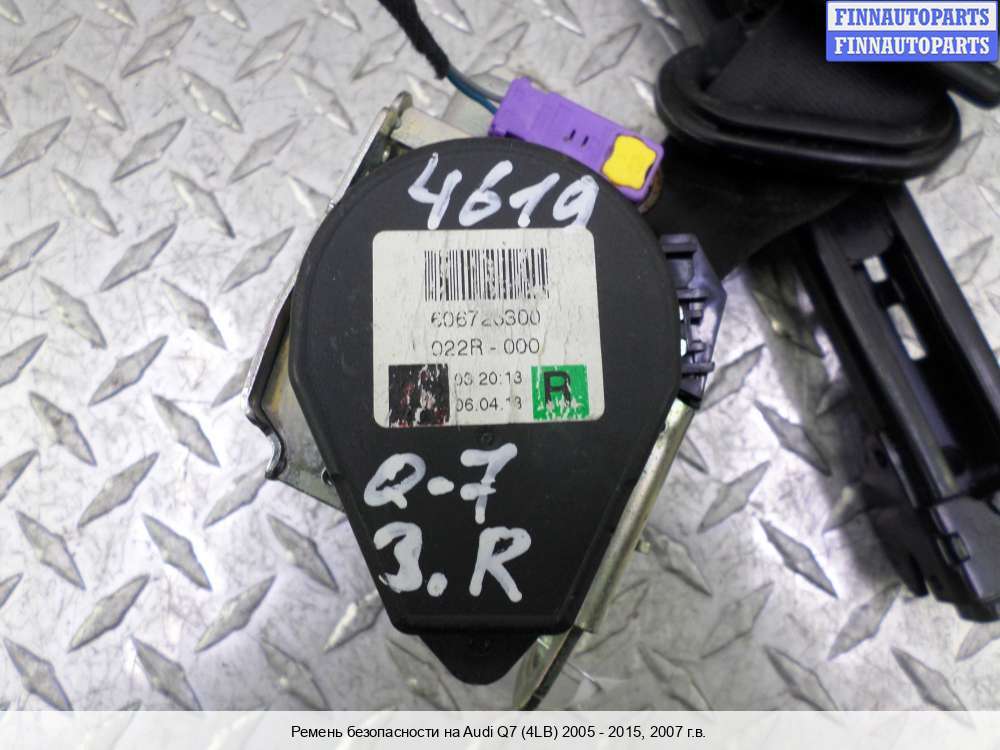 FINNAUTOPARTS
FINNAUTOPARTS
4619
606726300
022R-000
03 20:13
06.04.13
R
Q-7
З.R
Ремень безопасности на Audi Q7 (4LB) 2005 - 2015, 2007 г.в.